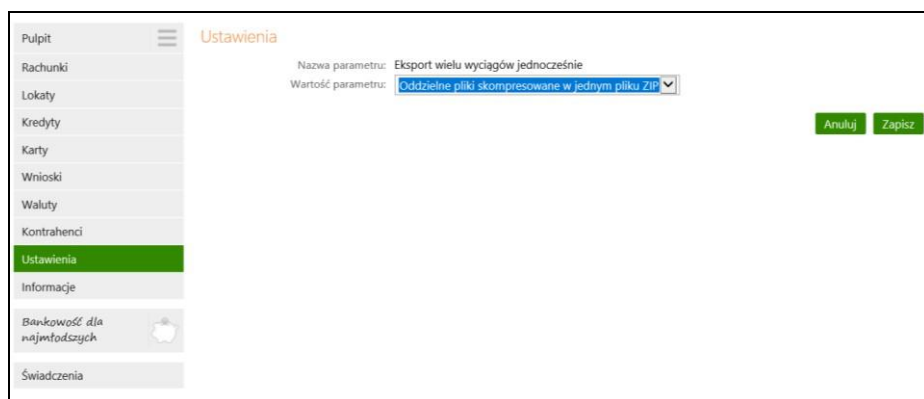 Pulpit
Rachunki
Lokaty
Kredyty
Karty
Wnioski
Waluty
Kontrahenci
Ustawienia
Informacje
Bankowość dla
najmłodszych
Świadczenia
Ustawienia
Nazwa parametru: Eksport wielu wyciągów jednocześnie
Wartość parametru: Oddzielne pliki skompresowane w jednym pliku ZIP
Anuluj Zapisz